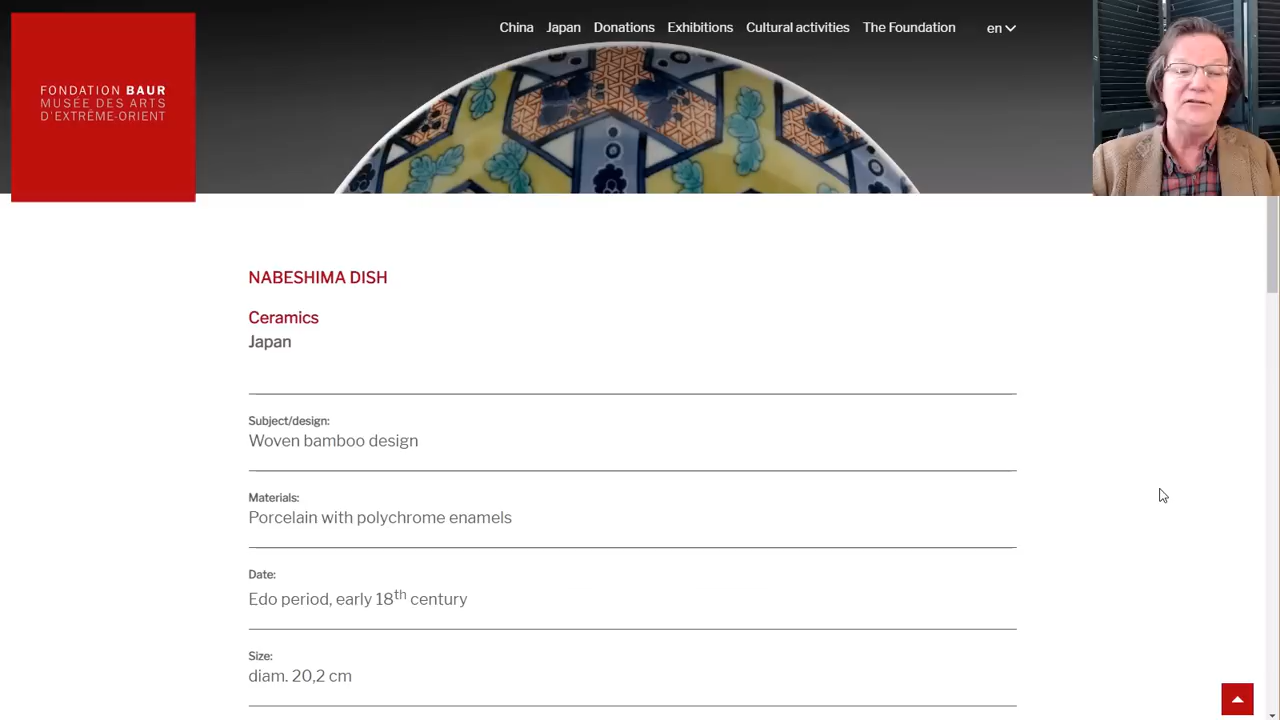 China Japan Donations Exhibitions Cultural activities The Foundation en
FONDATION BAUR
MUSÉE DES ARTS
D'EXTRÊME-ORIENT
NABESHIMA DISH
Ceramics
Japan
Subject/design:
Woven bamboo design
Materials:
Porcelain with polychrome enamels
Date:
Edo period, early 18th century
Size:
diam. 20,2 cm